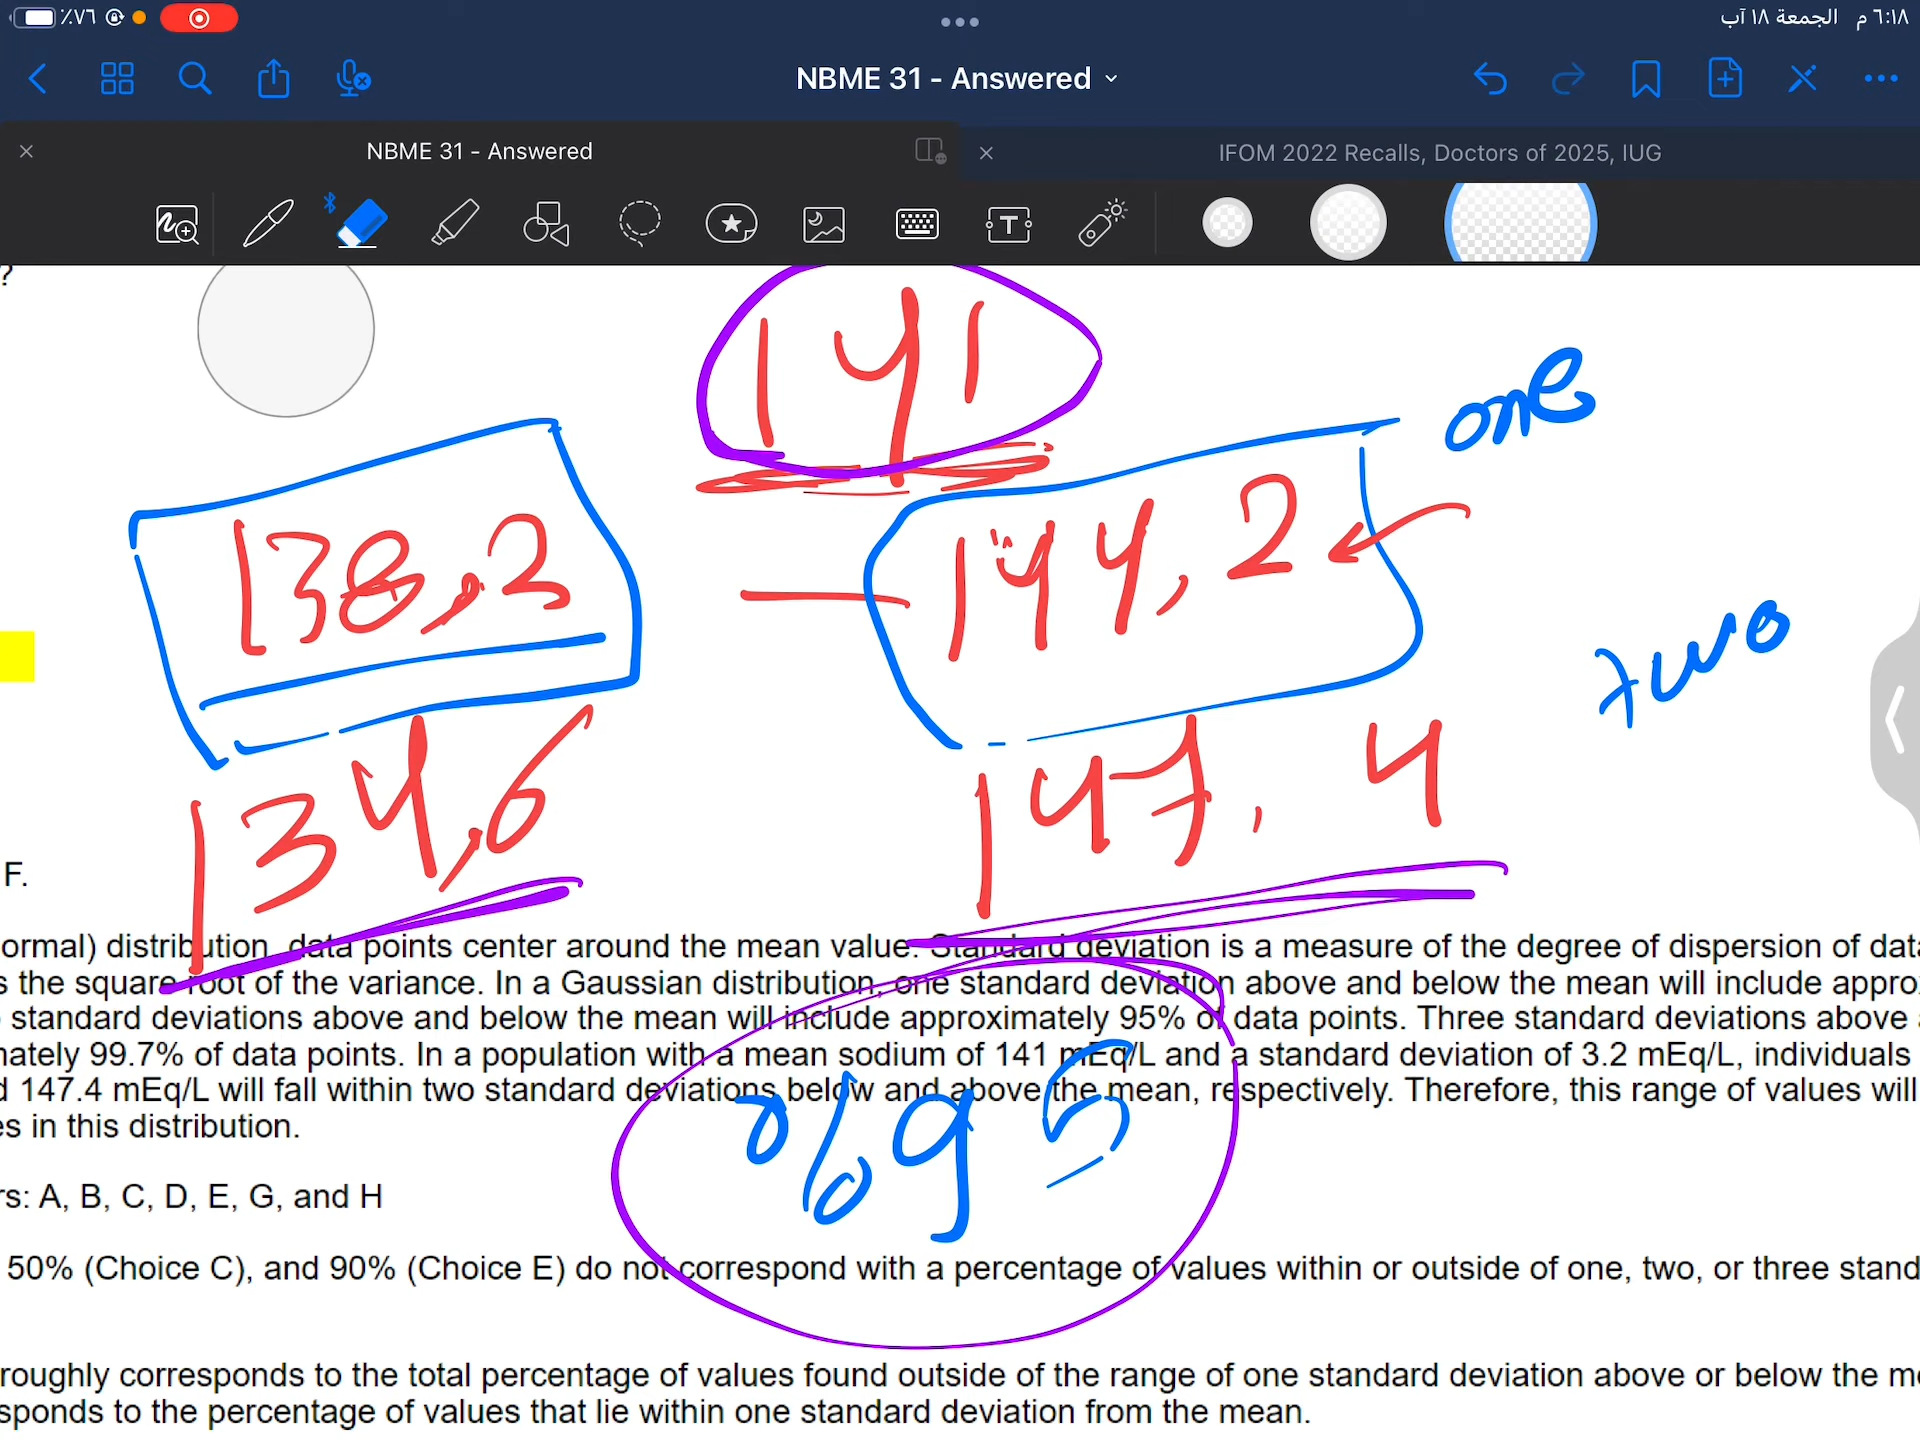 ٪٧٦
٦:١٨ م الجمعة ١٨ آب
NBME 31 - Answered
NBME 31 - Answered
IFOM 2022 Recalls, Doctors of 2025, IUG
T
?
141
one
138,2
144,2
two
134,6
147,4
F.
ormal) distribution, data points center around the mean value. Standard deviation is a measure of the degree of dispersion of data
s the square root of the variance. In a Gaussian distribution, one standard deviation above and below the mean will include appro
standard deviations above and below the mean will include approximately 95% of data points. Three standard deviations above
nately 99.7% of data points. In a population with a mean sodium of 141 mEq/L and a standard deviation of 3.2 mEq/L, individuals
d 147.4 mEq/L will fall within two standard deviations below and above the mean, respectively. Therefore, this range of values will
es in this distribution.
%95
rs: A, B, C, D, E, G, and H
50% (Choice C), and 90% (Choice E) do not correspond with a percentage of values within or outside of one, two, or three stand
roughly corresponds to the total percentage of values found outside of the range of one standard deviation above or below the me
sponds to the percentage of values that lie within one standard deviation from the mean.